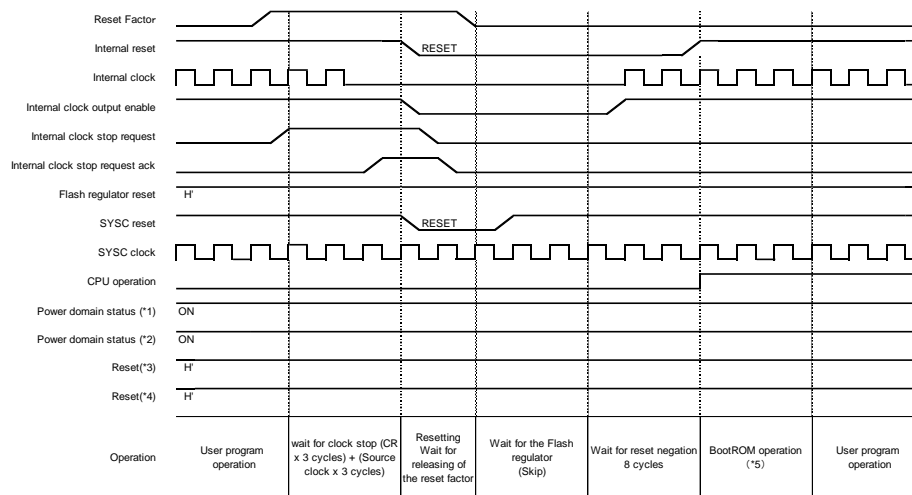 Reset Factor
Internal reset
RESET
Internal clock
Internal clock output enable
Internal clock stop request
Internal clock stop request ack
Flash regulator reset
H'
SYSC reset
RESET
SYSC clock
CPU operation
Power domain status (*1)
ON
Power domain status (*2)
ON
Reset(*3)
H'
Reset(*4)
H'
Operation
User program
operation
wait for clock stop (CR
x 3 cycles) + (Source
clock x 3 cycles)
Resetting
Wait for
releasing of
the reset factor
Wait for the Flash
regulator
(Skip)
Wait for reset negation
8 cycles
BootROM operation
(*5)
User program
operation